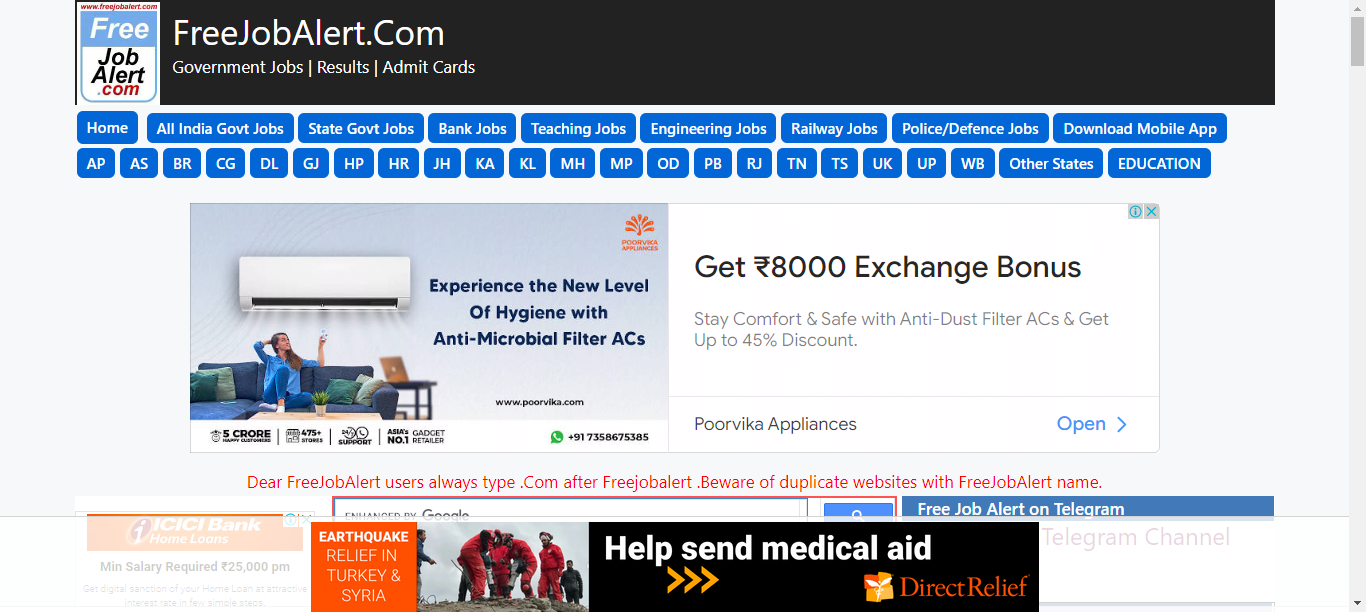 www.freejobalert.com
Free
Job
Alert
.com
FreeJobAlert.Com
Government Jobs | Results | Admit Cards
Home All India Govt Jobs State Govt Jobs Bank Jobs Teaching Jobs Engineering Jobs Railway Jobs Police/Defence Jobs Download Mobile App
AP AS BR CG DL GJ HP HR JH KA KL MH MP OD PB RJ TN TS UK UP WB Other States EDUCATION
POORVIKA
APPLIANCES
Experience the New Level
Of Hygiene with
Anti-Microbial Filter ACs
www.poorvika.com
5 CRORE
HAPPY CUSTOMERS
475+
STORES
24
SUPPORT
ASIA'S GADGET
NO.1 RETAILER
+91 7358675385
Get ₹8000 Exchange Bonus
Stay Comfort & Safe with Anti-Dust Filter ACs & Get
Up to 45% Discount.
Poorvika Appliances
Open
Dear FreeJobAlert users always type .Com after Freejobalert .Beware of duplicate websites with FreeJobAlert name.
ICICI Bank
Home Loans
Min Salary Required ₹25,000 pm
Get digital sanction of your Home Loan at attractive
interest rate in few simple steps.
ENHANCED BY Google
Free Job Alert on Telegram
Telegram Channel
EARTHQUAKE
RELIEF IN
TURKEY &
SYRIA
Help send medical aid
DirectRelief